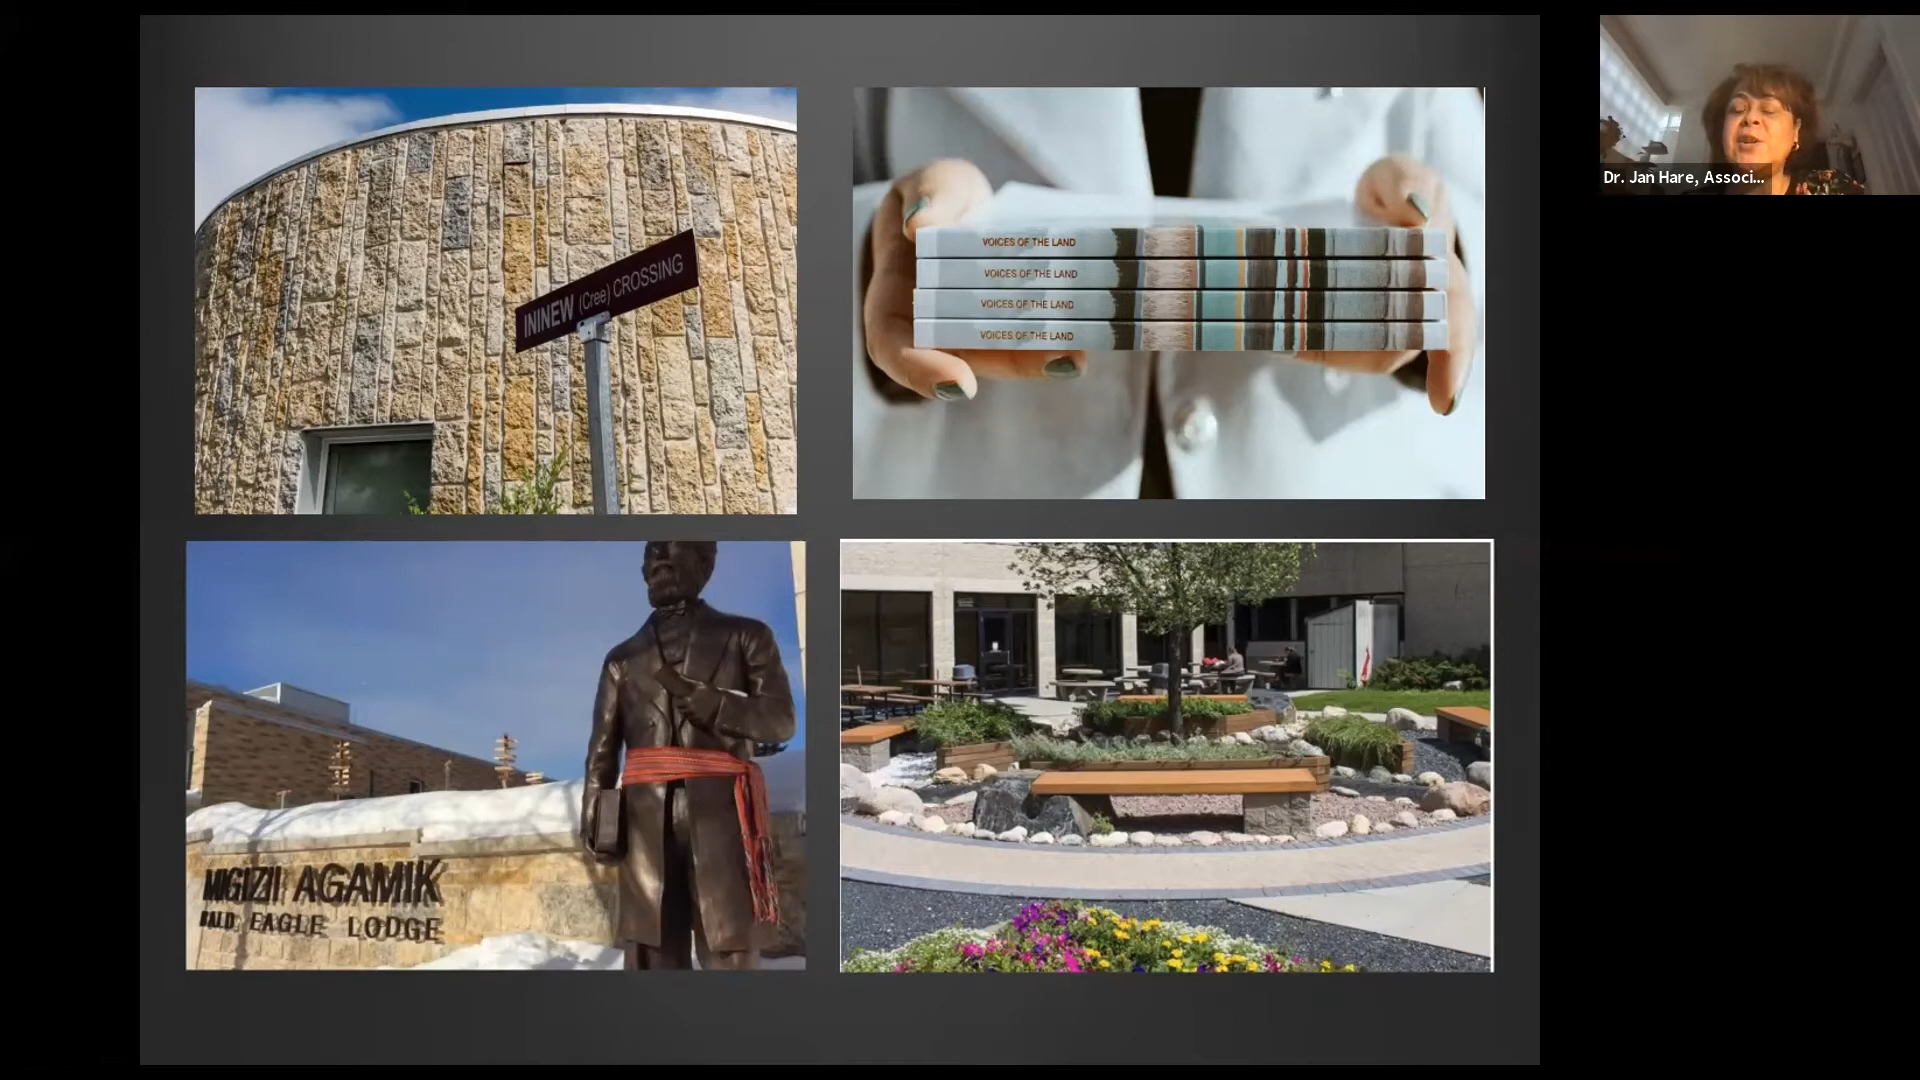 ININEW (Cree) CROSSING
VOICES OF THE LAND
VOICES OF THE LAND
VOICES OF THE LAND
VOICES OF THE LAND
Dr. Jan Hare, Associ...
MIGIZII AGAMIK
BALD EAGLE LODGE